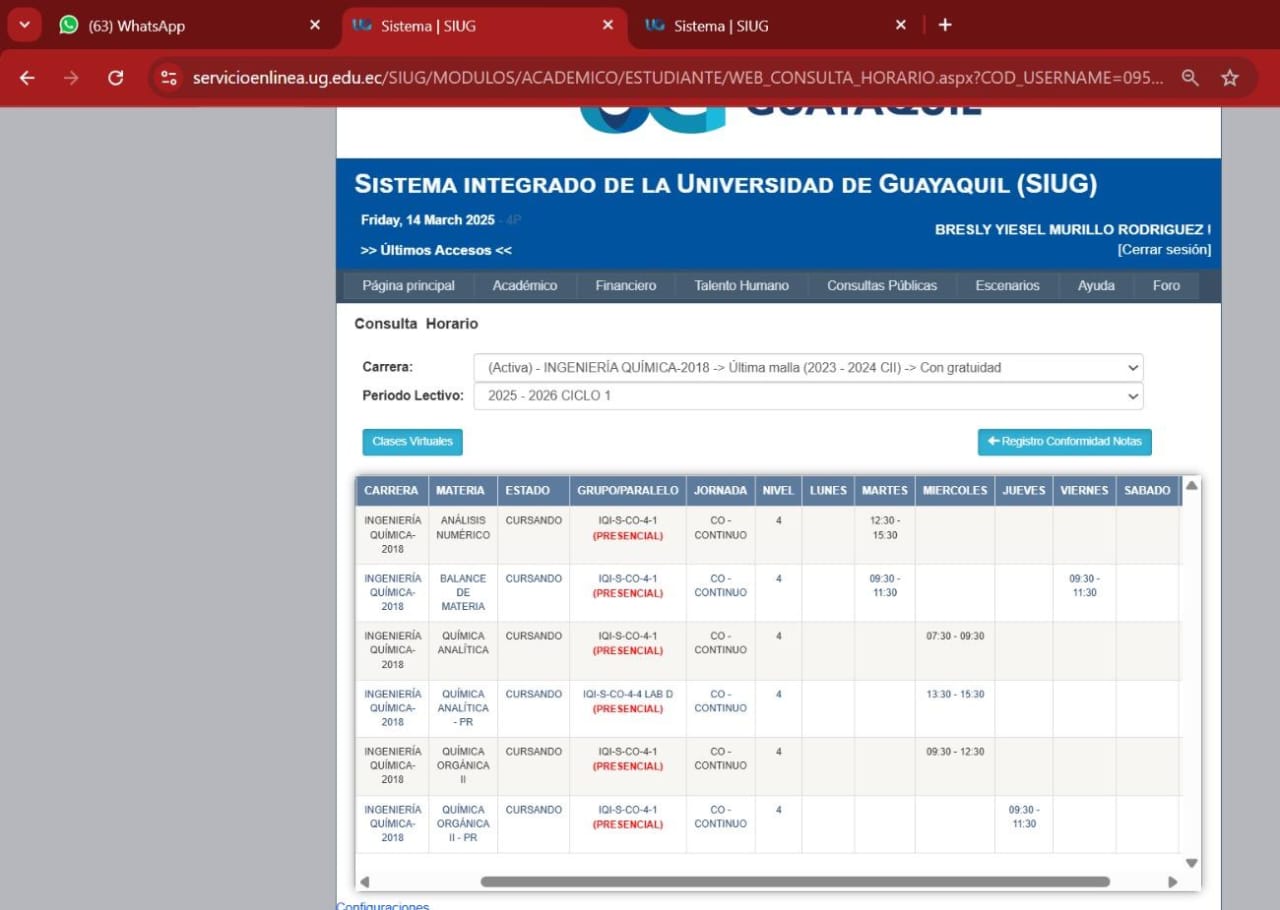 (63) WhatsApp
Sistema | SIUG
Sistema | SIUG
servicioenlinea.ug.edu.ec/SIUG/MODULOS/ACADEMICO/ESTUDIANTE/WEB_CONSULTA_HORARIO.aspx?COD_USERNAME=095...
GUAYAQUIL
SISTEMA INTEGRADO DE LA UNIVERSIDAD DE GUAYAQUIL (SIUG)
Friday, 14 March 2025 - 4P
BRESLY YIESEL MURILLO RODRIGUEZ !
>> Últimos Accesos <<
[Cerrar sesión]
Página principal Académico Financiero Talento Humano Consultas Públicas Escenarios Ayuda Foro
Consulta Horario
Carrera: (Activa) - INGENIERÍA QUÍMICA-2018 -> Última malla (2023 - 2024 CII) -> Con gratuidad
Periodo Lectivo: 2025 - 2026 CICLO 1
Clases Virtuales
Registro Conformidad Notas
CARRERA MATERIA ESTADO GRUPO/PARALELO JORNADA NIVEL LUNES MARTES MIERCOLES JUEVES VIERNES SABADO
INGENIERÍA ANÁLISIS CURSANDO IQI-S-CO-4-1 CO - 4 12:30 -
QUÍMICA- NUMÉRICO (PRESENCIAL) CONTINUO 15:30
2018
INGENIERÍA BALANCE CURSANDO IQI-S-CO-4-1 CO - 4 09:30 - 09:30 -
QUÍMICA- DE (PRESENCIAL) CONTINUO 11:30 11:30
2018 MATERIA
INGENIERÍA QUÍMICA CURSANDO IQI-S-CO-4-1 CO - 4 07:30 - 09:30
QUÍMICA- ANALÍTICA (PRESENCIAL) CONTINUO
2018
INGENIERÍA QUÍMICA CURSANDO IQI-S-CO-4-4 LAB D CO - 4 13:30 - 15:30
QUÍMICA- ANALÍTICA (PRESENCIAL) CONTINUO
2018 - PR
INGENIERÍA QUÍMICA CURSANDO IQI-S-CO-4-1 CO - 4 09:30 - 12:30
QUÍMICA- ORGÁNICA (PRESENCIAL) CONTINUO
2018 II
INGENIERÍA QUÍMICA CURSANDO IQI-S-CO-4-1 CO - 4 09:30 -
QUÍMICA- ORGÁNICA (PRESENCIAL) CONTINUO 11:30
2018 II - PR
Configuraciones